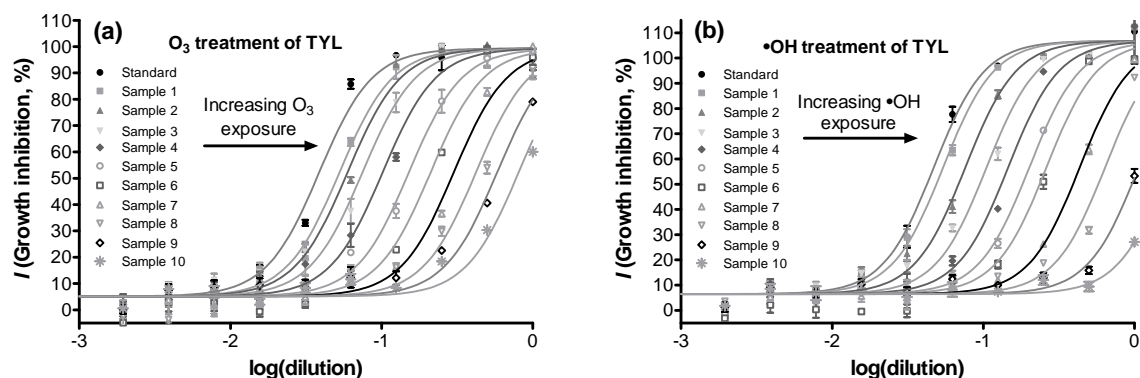 (a)
O3 treatment of TYL
Increasing O3
exposure
Standard
Sample 1
Sample 2
Sample 3
Sample 4
Sample 5
Sample 6
Sample 7
Sample 8
Sample 9
Sample 10
I (Growth inhibition, %)
110
100
90
80
70
60
50
40
30
20
10
0
-3
-2
-1
0
log(dilution)
(b)
•OH treatment of TYL
Increasing •OH
exposure
Standard
Sample 1
Sample 2
Sample 3
Sample 4
Sample 5
Sample 6
Sample 7
Sample 8
Sample 9
Sample 10
I (Growth inhibition, %)
110
100
90
80
70
60
50
40
30
20
10
0
-3
-2
-1
0
log(dilution)